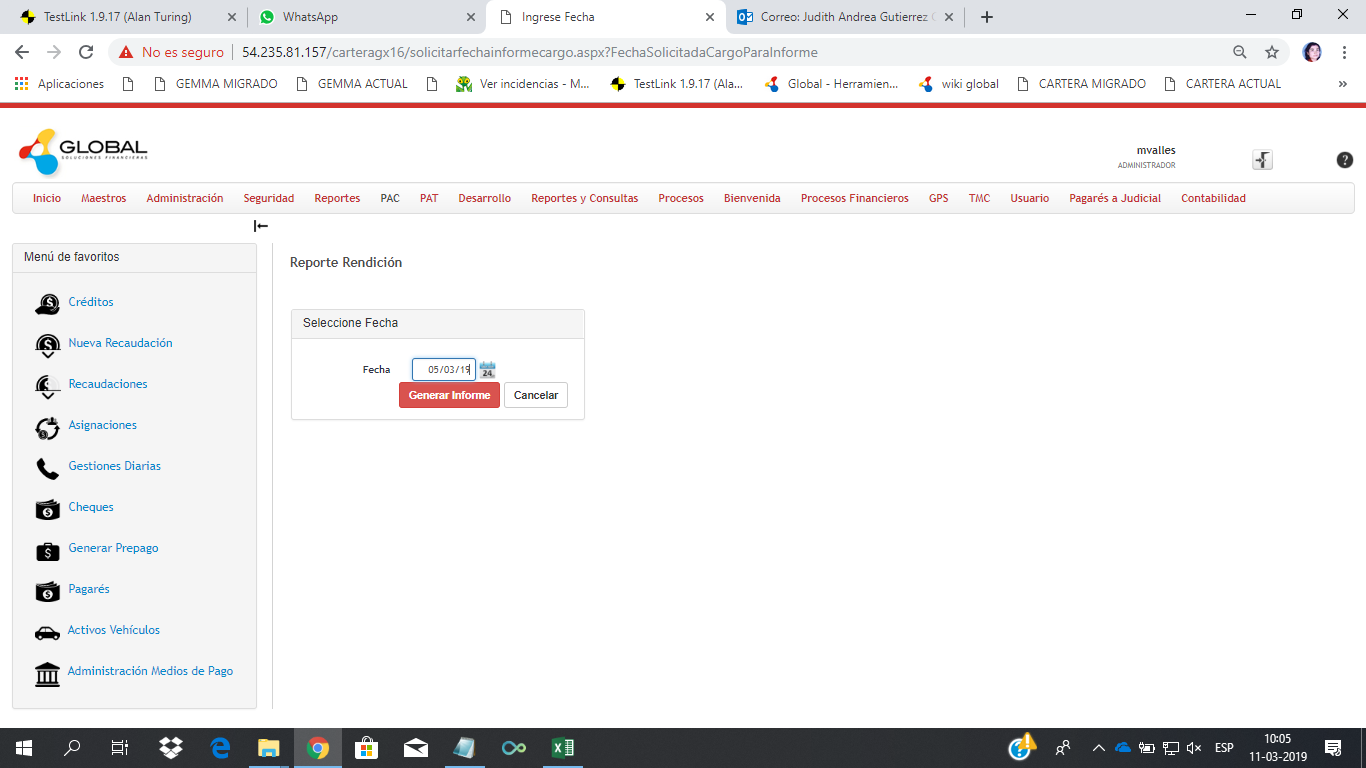 TestLink 1.9.17 (Alan Turing)
WhatsApp
Ingrese Fecha
Correo: Judith Andrea Gutierrez
No es seguro
54.235.81.157/carteragx16/solicitarfechainformecargo.aspx?FechaSolicitadaCargoParaInforme
Aplicaciones
GEMMA MIGRADO
GEMMA ACTUAL
Ver incidencias - M...
TestLink 1.9.17 (Ala...
Global - Herramien...
wiki global
CARTERA MIGRADO
CARTERA ACTUAL
»
GLOBAL
SOLUCIONES FINANCIERAS
mvalles
ADMINISTRADOR
Inicio
Maestros
Administración
Seguridad
Reportes
PAC
PAT
Desarrollo
Reportes y Consultas
Procesos
Bienvenida
Procesos Financieros
GPS
TMC
Usuario
Pagarés a Judicial
Contabilidad
Menú de favoritos
Créditos
Nueva Recaudación
Recaudaciones
Asignaciones
Gestiones Diarias
Cheques
Generar Prepago
Pagarés
Activos Vehículos
Administración Medios de Pago
Reporte Rendición
Seleccione Fecha
Fecha
05/03/19
24
Generar Informe
Cancelar
ESP
10:05
11-03-2019